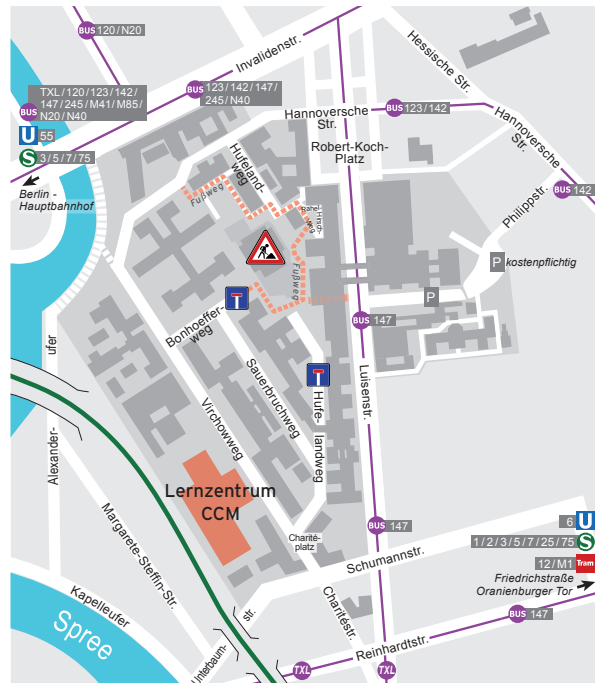 BUS 120/N20
Invalidenstr.
Hessische Str.
TXL/120/123/142/
147/245/M41/M85/
N20/N40
BUS
BUS 123/142/147/
245/N40
Hannoversche
Str.
BUS 123/142
U 55
S 3/5/7/75
Robert-Koch-
Platz
Hannoversche
Str.
Berlin -
Hauptbahnhof
Hufeland-
weg
Fußweg
Rahel-
Hirsch-
weg
Philippstr.
BUS 142
P kostenpflichtig
Fußweg
P
T
Bonhoeffer-
weg
BUS 147
ufer
Alexander-
Sauerbruchweg
T
Luisenstr.
Virchowweg
Hufe-
landweg
Lernzentrum
CCM
Charité-
platz
BUS 147
6 U
1/2/3/5/7/25/75 S
12/M1 Tram
Friedrichstraße
Oranienburger Tor
Margarete-Steffin-Str.
Schumannstr.
Kapelleufer
Spree
str.
Unterbaum-
Charitéstr.
BUS 147
Reinhardtstr.
TXL
TXL